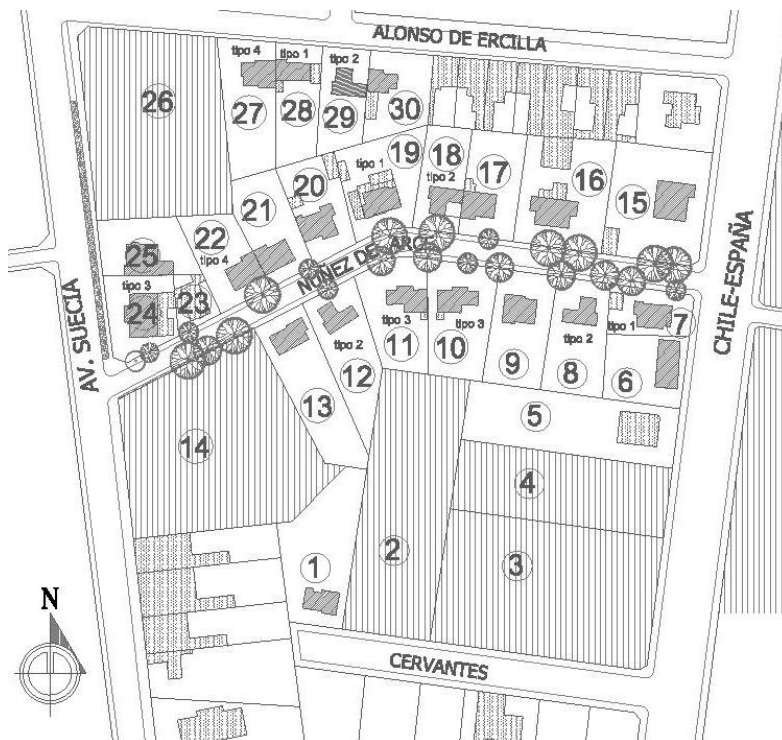 ALONSO DE ERCILLA
tipo 4
tipo 1
tipo 2
26
27
28
29
30
19
18
17
16
15
tipo 1
tipo 2
20
21
22
tipo 4
25
tipo 3
24
23
NUÑEZ DE ARCE
AV. SUECIA
CHILE-ESPAÑA
11
10
9
8
7
6
tipo 3
tipo 3
tipo 2
tipo 1
12
tipo 2
13
14
5
4
3
2
1
N
CERVANTES